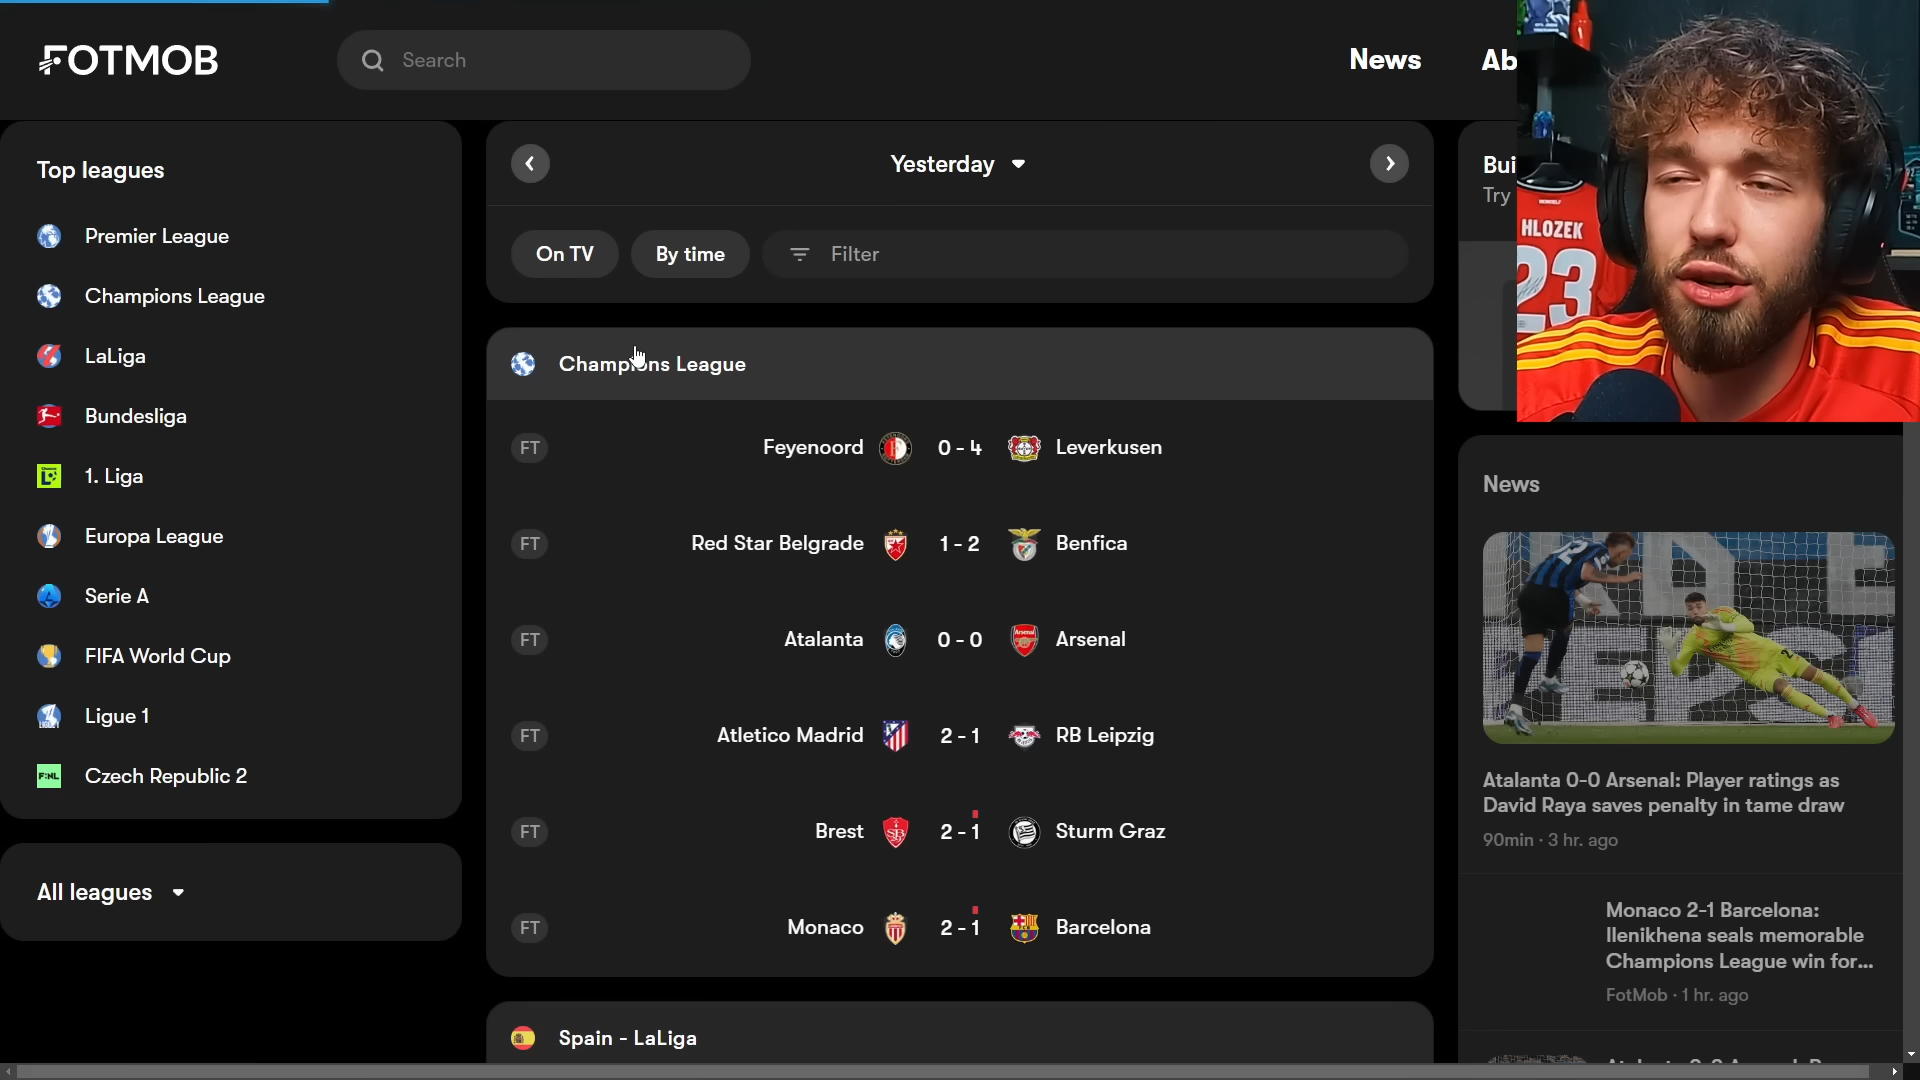 FOTMOB
Search
News
Ab
Top leagues
Premier League
Champions League
LaLiga
Bundesliga
1. Liga
Europa League
Serie A
FIFA World Cup
Ligue 1
Czech Republic 2
All leagues
Yesterday
On TV
By time
Filter
Champions League
FT Feyenoord 0 - 4 Leverkusen
FT Red Star Belgrade 1 - 2 Benfica
FT Atalanta 0 - 0 Arsenal
FT Atletico Madrid 2 - 1 RB Leipzig
FT Brest 2 - 1 Sturm Graz
FT Monaco 2 - 1 Barcelona
Spain - LaLiga
Bui
Try
HLOZEK
23
News
Atalanta 0-0 Arsenal: Player ratings as
David Raya saves penalty in tame draw
90min · 3 hr. ago
Monaco 2-1 Barcelona:
Ilenikhena seals memorable
Champions League win for...
FotMob · 1 hr. ago